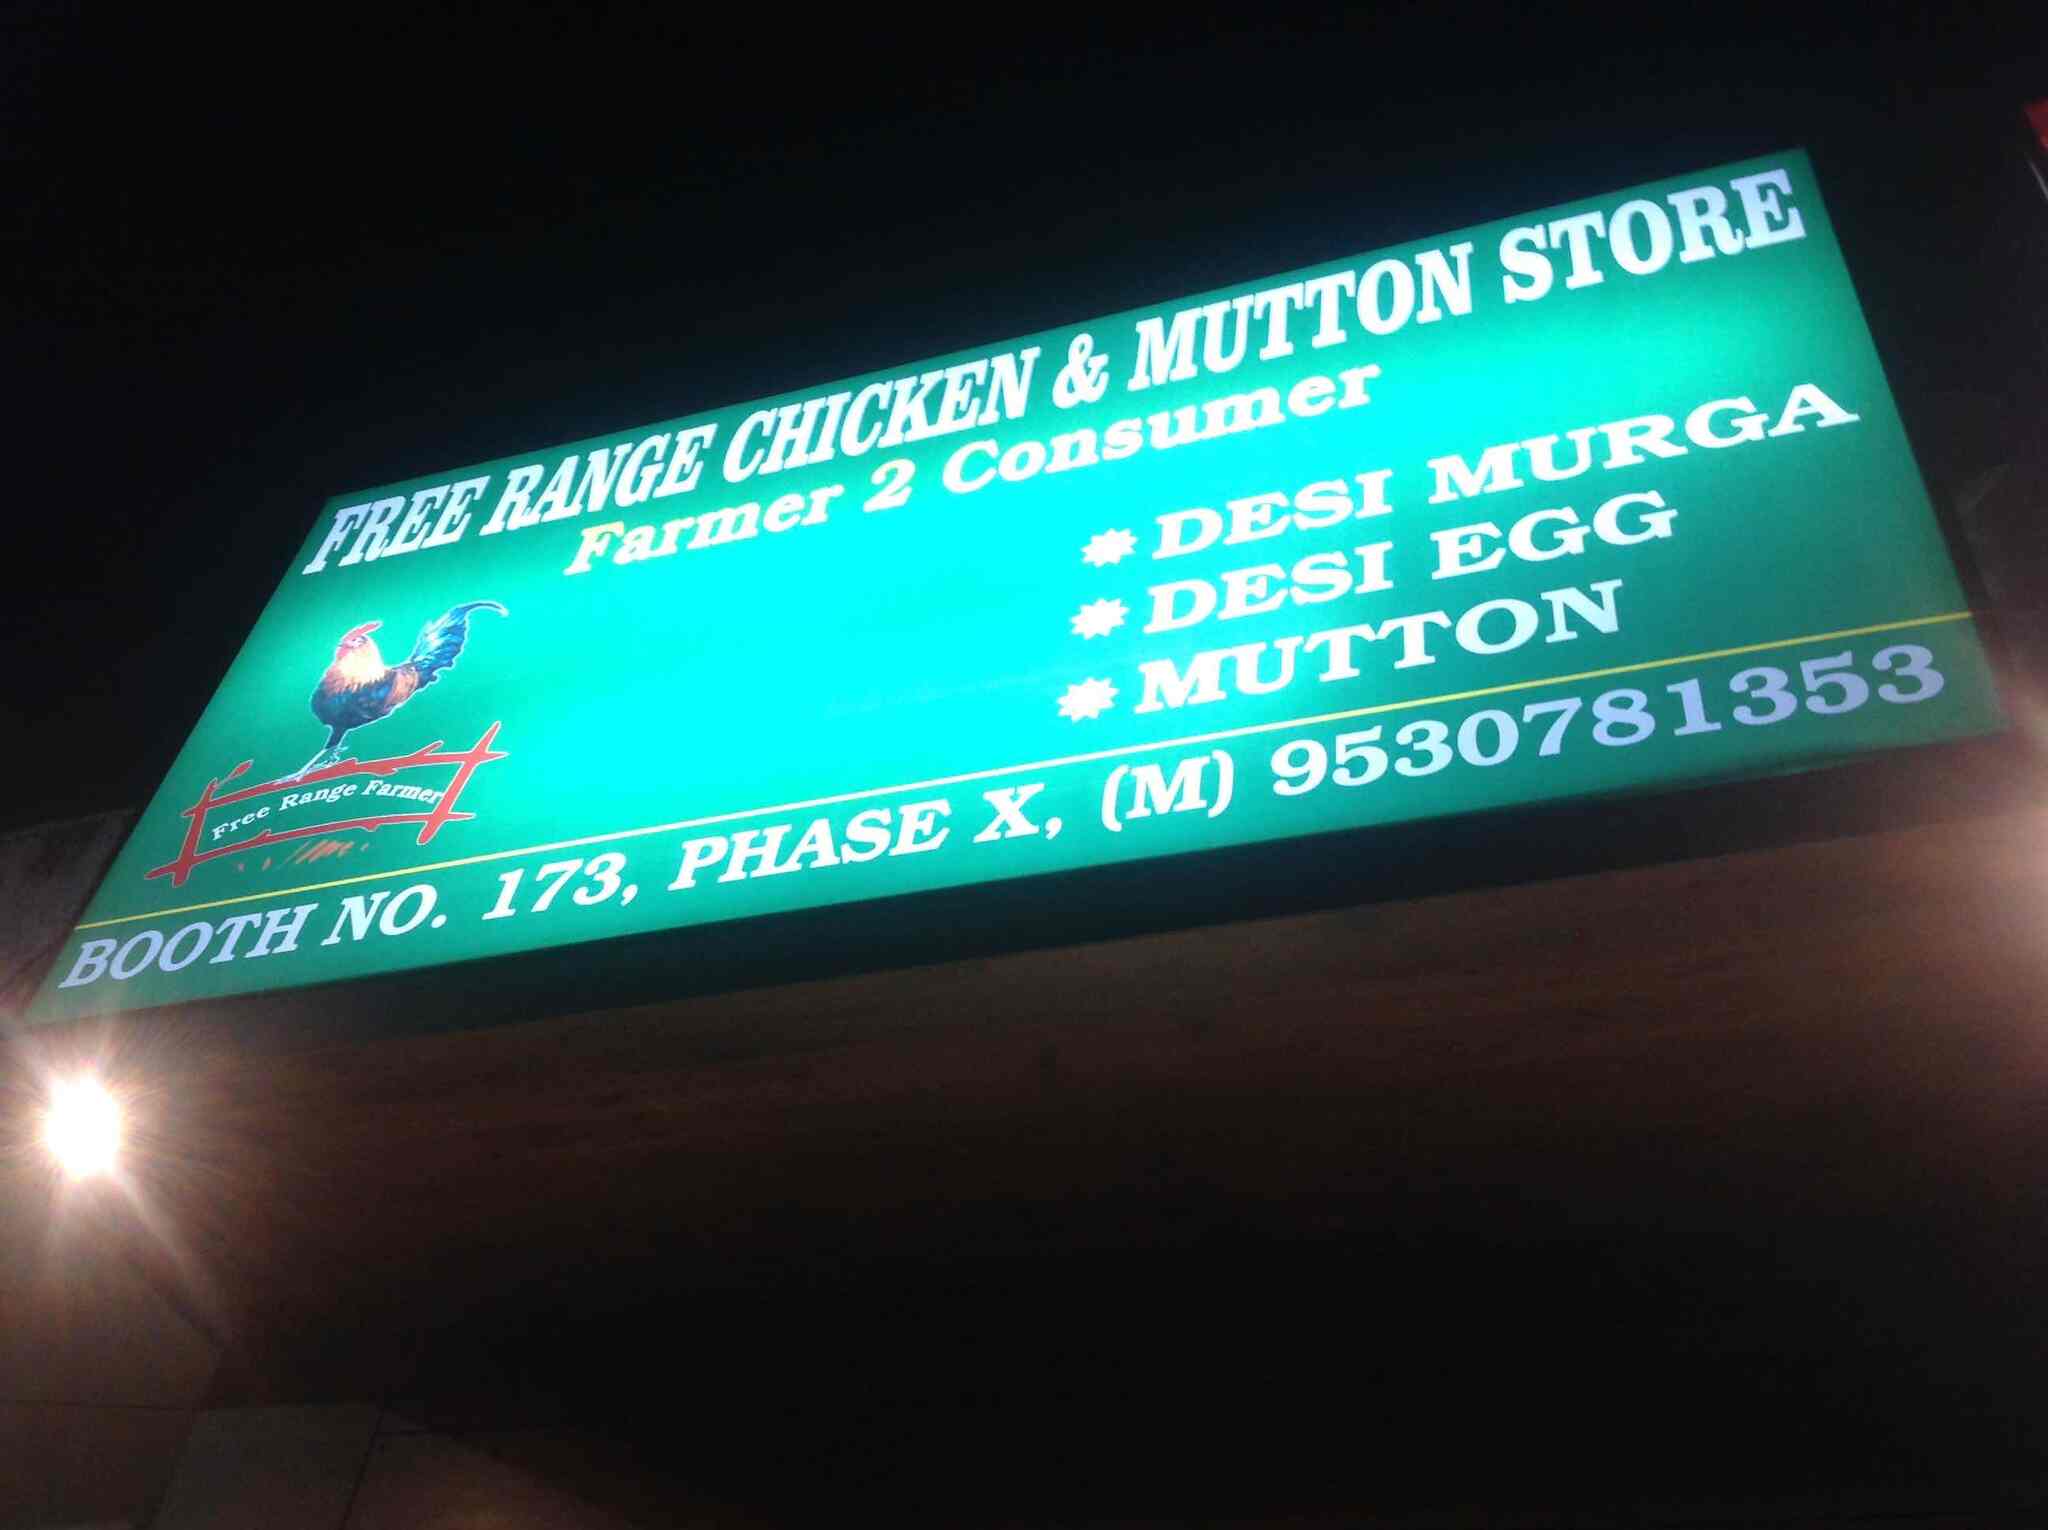 FREE RANGE CHICKEN & MUTTON STORE
Farmer 2 Consumer
DESI MURGA
DESI EGG
MUTTON
Free Range Farmer
BOOTH NO. 173, PHASE X, (M) 9530781353